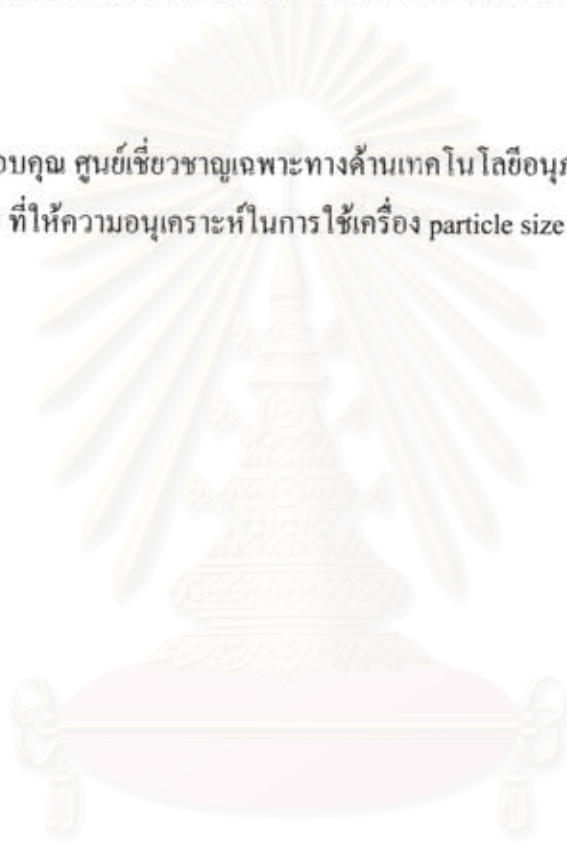 อบคุณ ศูนย์เชี่ยวชาญเฉพาะทางด้านเทคโนโลยีอนุภ
ที่ให้ความอนุเคราะห์ในการใช้เครื่อง particle size